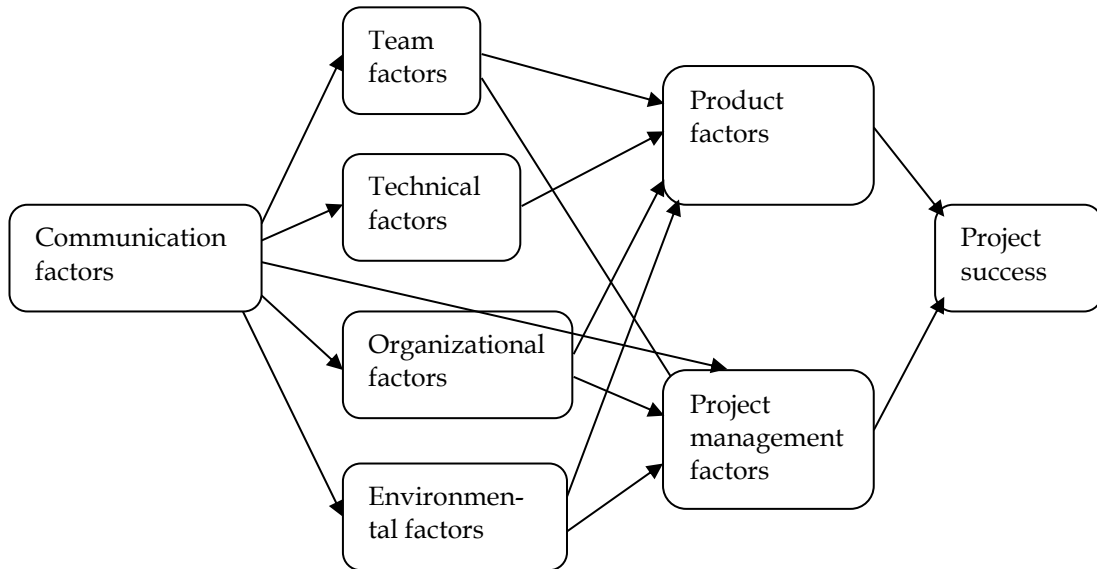 Team
factors
Technical
factors
Communication
factors
Organizational
factors
Environmen-
tal factors
Product
factors
Project
management
factors
Project
success